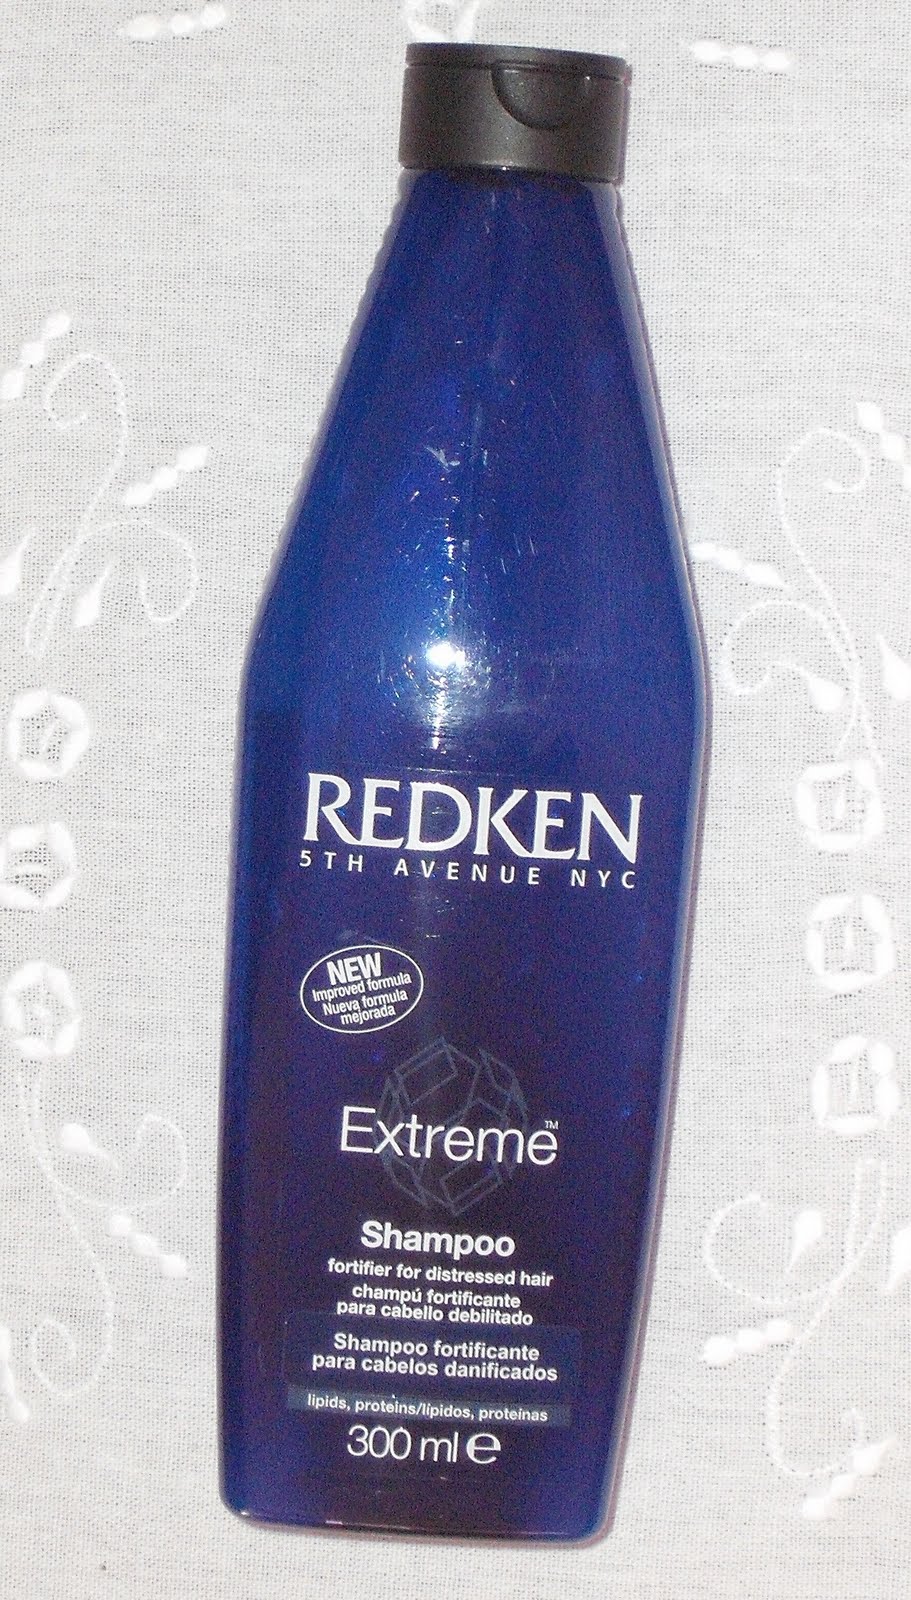 REDKEN
5TH AVENUE NYC
NEW
Improved formula
Nueva formula
mejorada
Extreme™
Shampoo
fortifier for distressed hair
champú fortificante
para cabello debilitado
Shampoo fortificante
para cabelos danificados
lipids, proteins/lípidos, proteínas
300 ml ℮